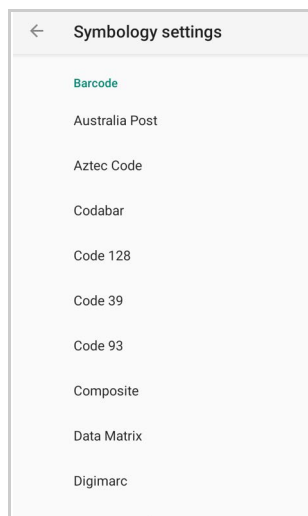 Symbology settings
Barcode
Australia Post
Aztec Code
Codabar
Code 128
Code 39
Code 93
Composite
Data Matrix
Digimarc